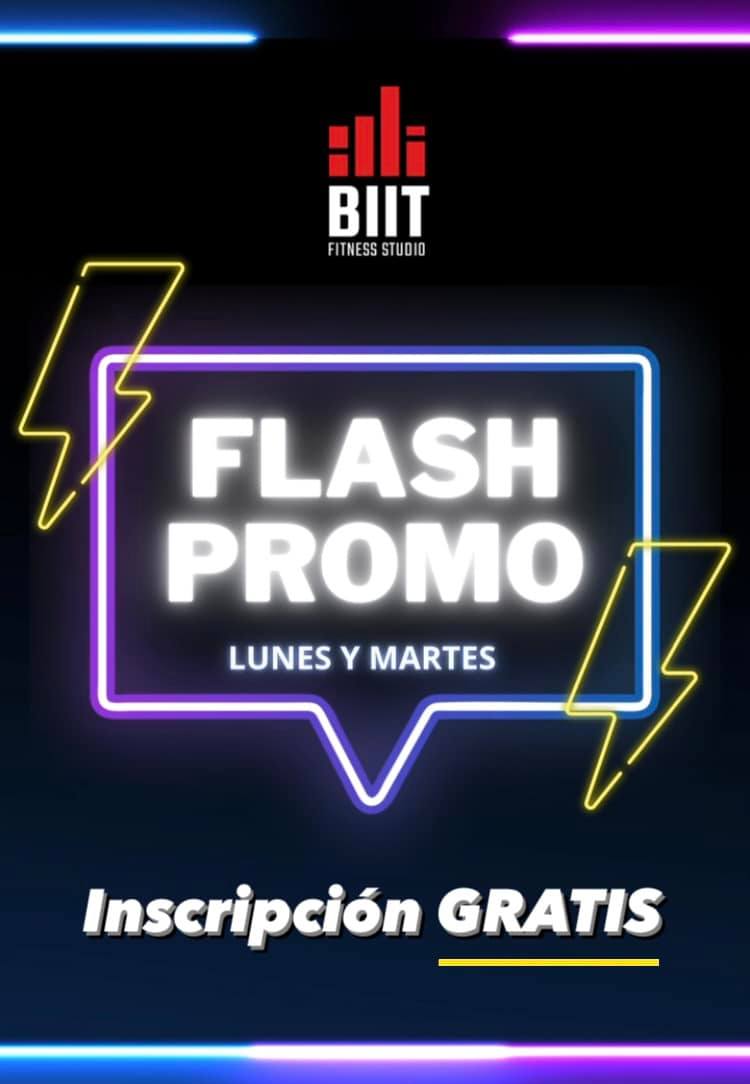 BIIT
FITNESS STUDIO
FLASH
PROMO
LUNES Y MARTES
Inscripción GRATIS